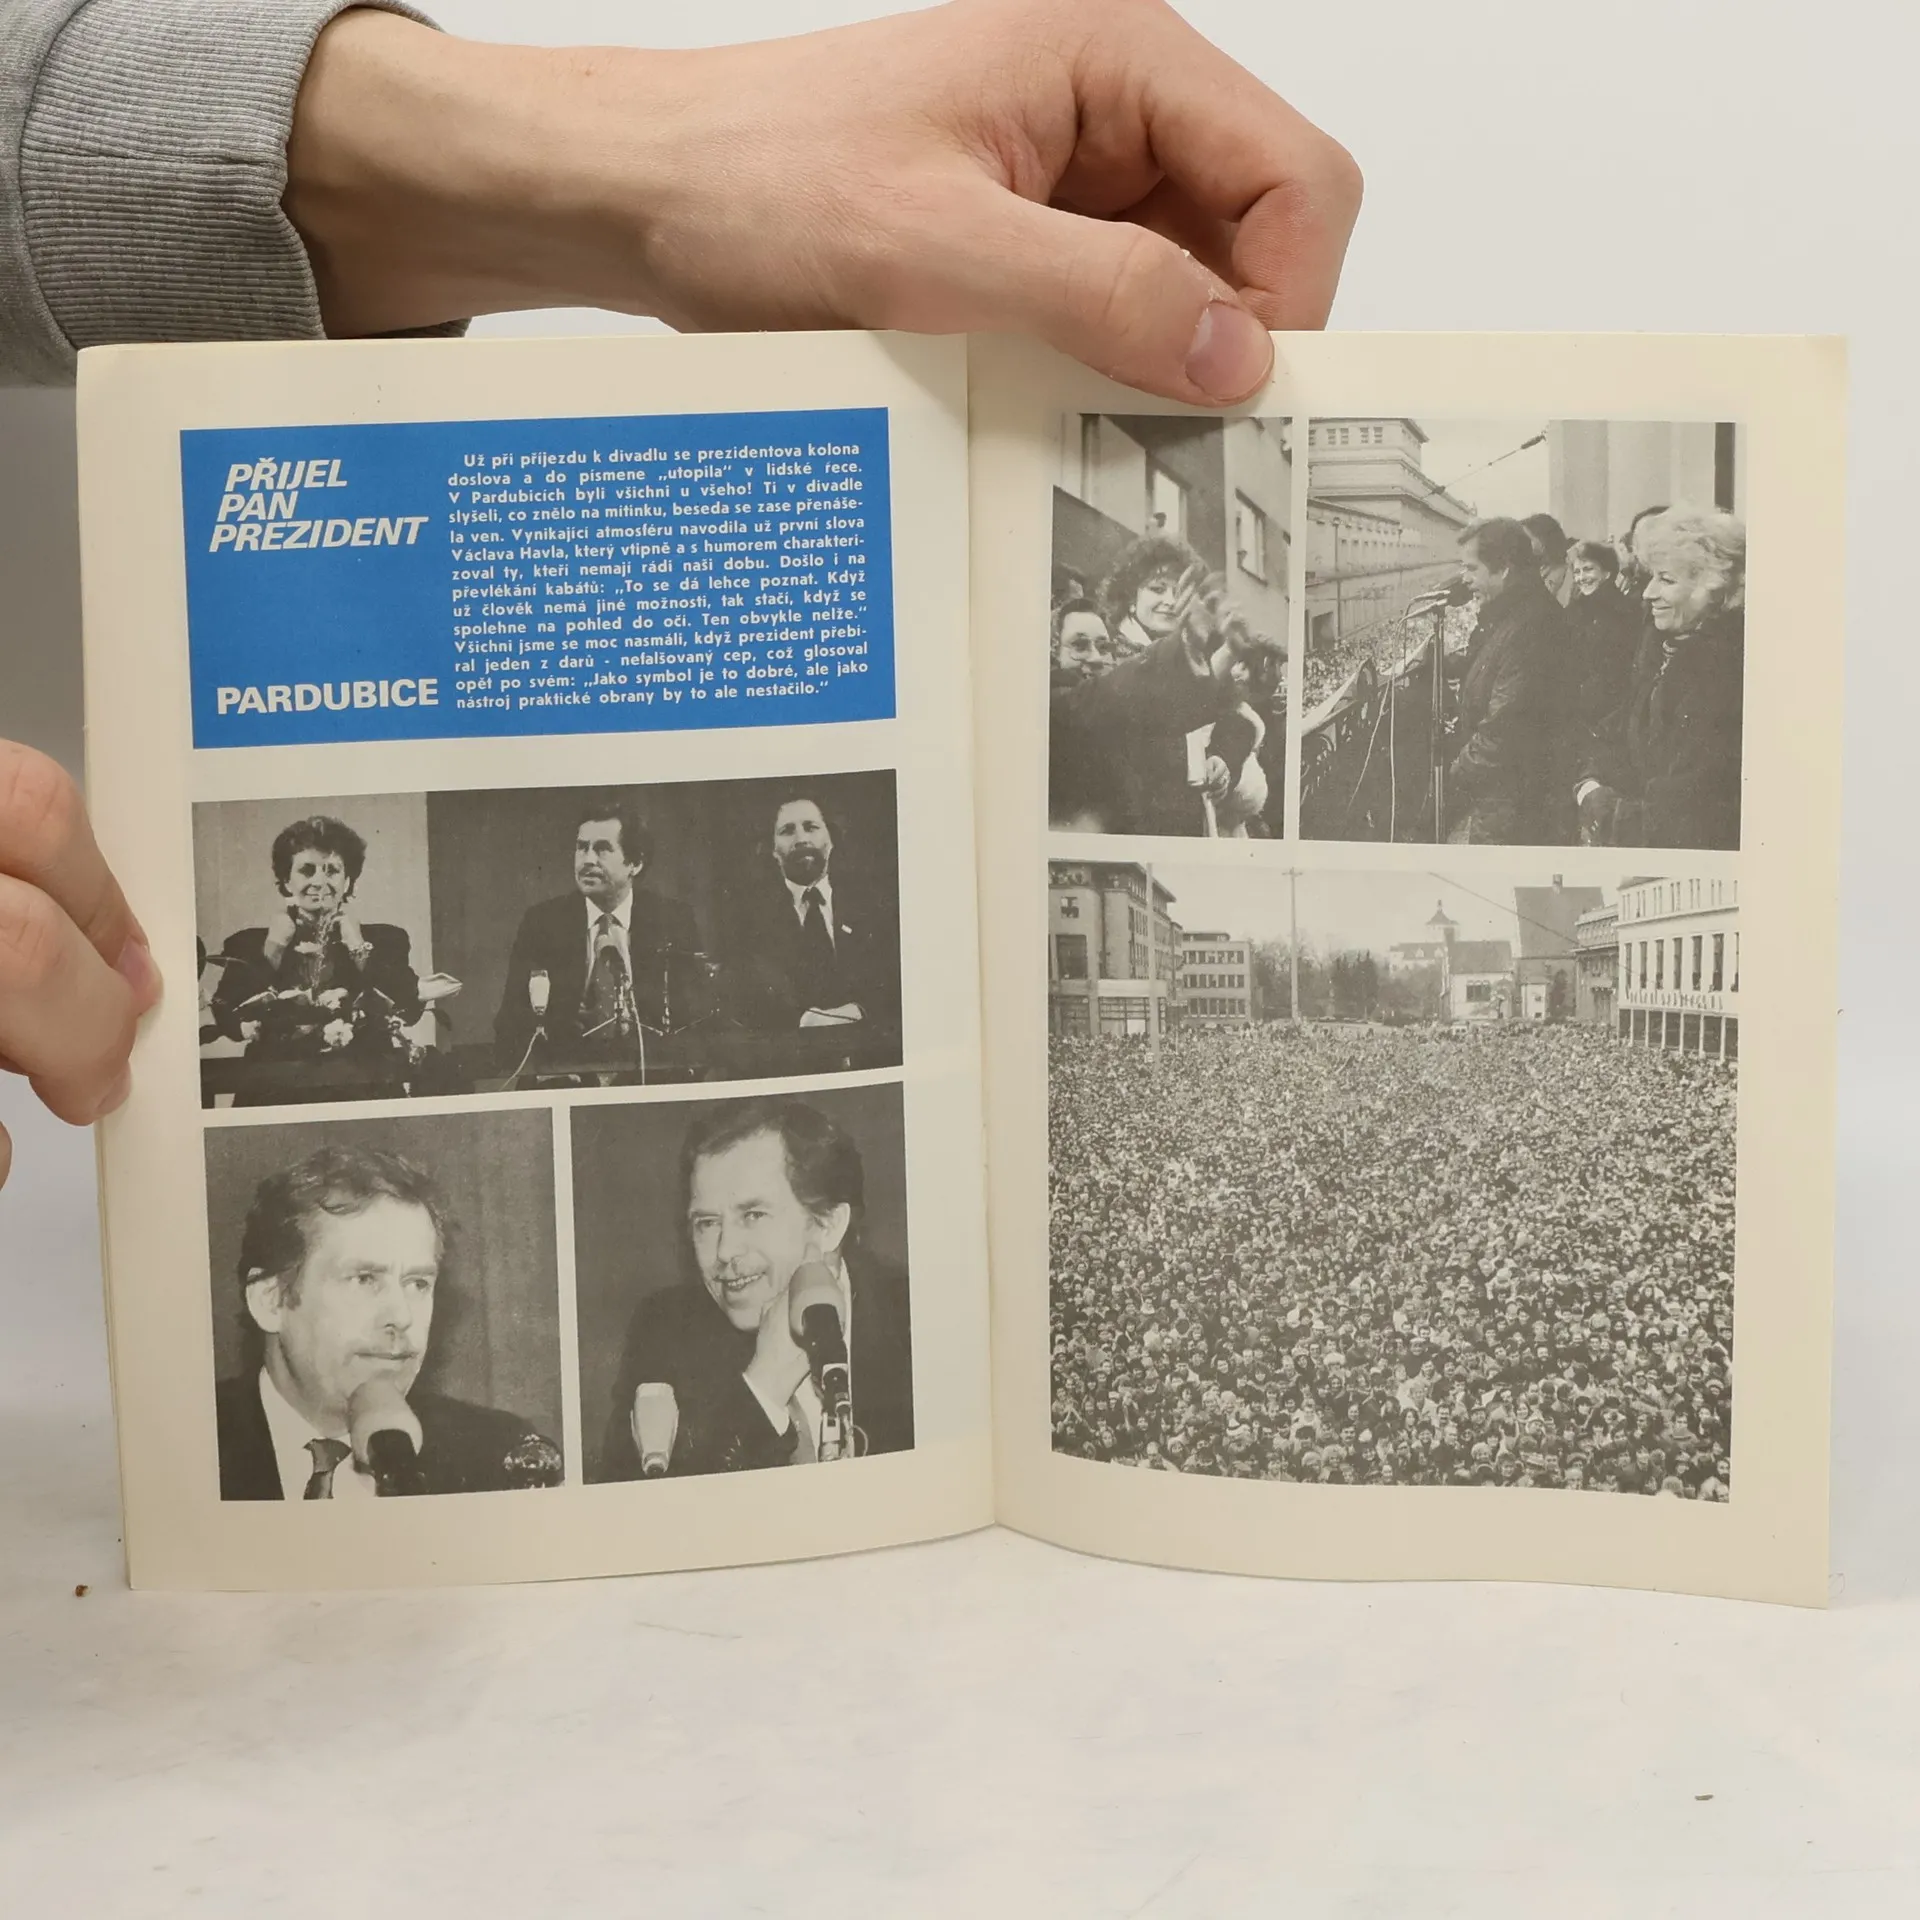 PŘIJEL
PAN
PREZIDENT
PARDUBICE
Už při příjezdu k divadlu se prezidentova kolona
doslova a do písmene „utopila“ v lidské řece.
V Pardubicích byli všichni u všeho! Ti v divadle
slyšeli, co znělo na mítinku, beseda se zase přenáše-
la ven. Vynikající atmosféru navodila už první slova
Václava Havla, který vtipně a s humorem charakteri-
zoval ty, kteří nemají rádi naši dobu. Došlo i na
převlékání kabátů: „To se dá lehce poznat. Když
už člověk nemá jiné možnosti, tak stačí, když se
spolehne na pohled do očí. Ten obvykle nelže.“
Všichni jsme se moc nasmáli, když prezident přebí-
ral jeden z darů - nefalšovaný cep, což glosoval
opět po svém: „Jako symbol je to dobré, ale jako
nástroj praktické obrany by to ale nestačilo.“